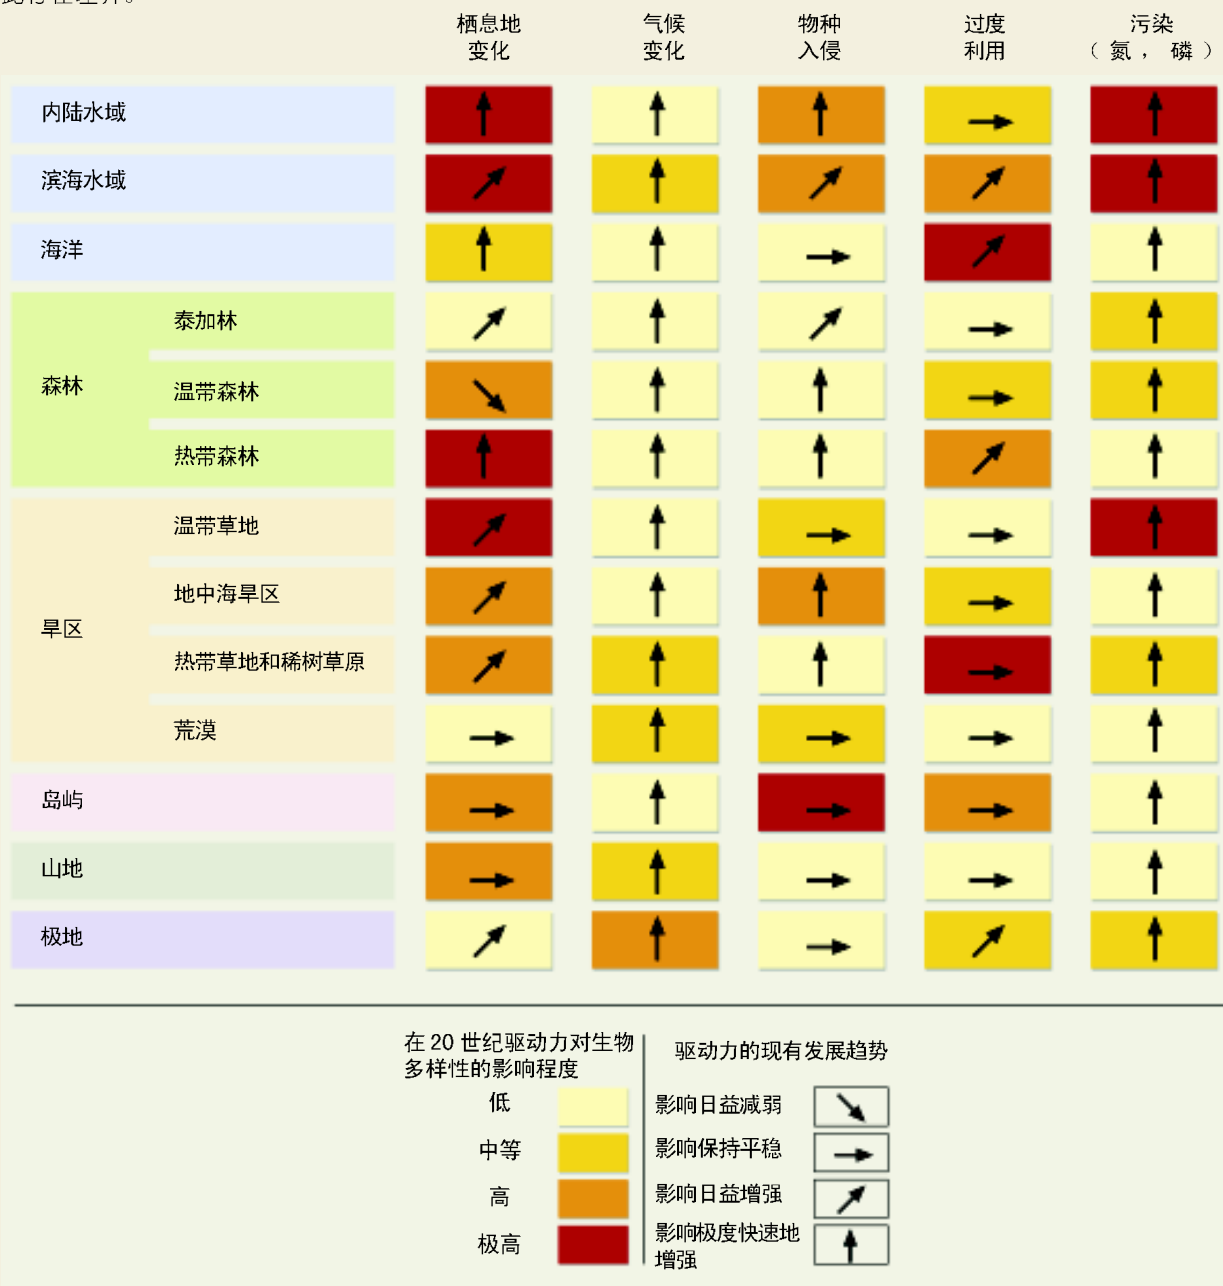 栖息地 气候 物种 过度 污染
变化 变化 入侵 利用 （氮，磷）
内陆水域
滨海水域
海洋
泰加林
森林
温带森林
热带森林
温带草地
地中海旱区
旱区
热带草地和稀树草原
荒漠
岛屿
山地
极地
在 20 世纪驱动力对生物
多样性的影响程度
低
中等
高
极高
驱动力的现有发展趋势
影响日益减弱
影响保持平稳
影响日益增强
影响极度快速地
增强